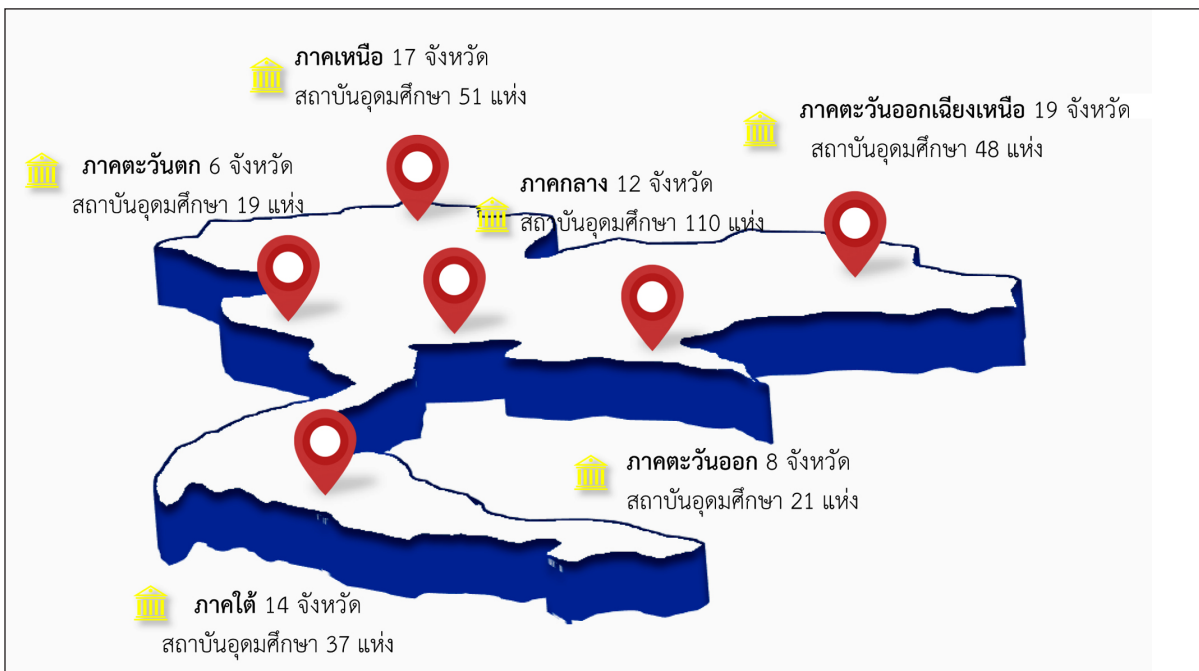 ภาคเหนือ 17 จังหวัด
สถาบันอุดมศึกษา 51 แห่ง
ภาคตะวันออกเฉียงเหนือ 19 จังหวัด
สถาบันอุดมศึกษา 48 แห่ง
ภาคตะวันตก 6 จังหวัด
สถาบันอุดมศึกษา 19 แห่ง
ภาคกลาง 12 จังหวัด
สถาบันอุดมศึกษา 110 แห่ง
ภาคตะวันออก 8 จังหวัด
สถาบันอุดมศึกษา 21 แห่ง
ภาคใต้ 14 จังหวัด
สถาบันอุดมศึกษา 37 แห่ง